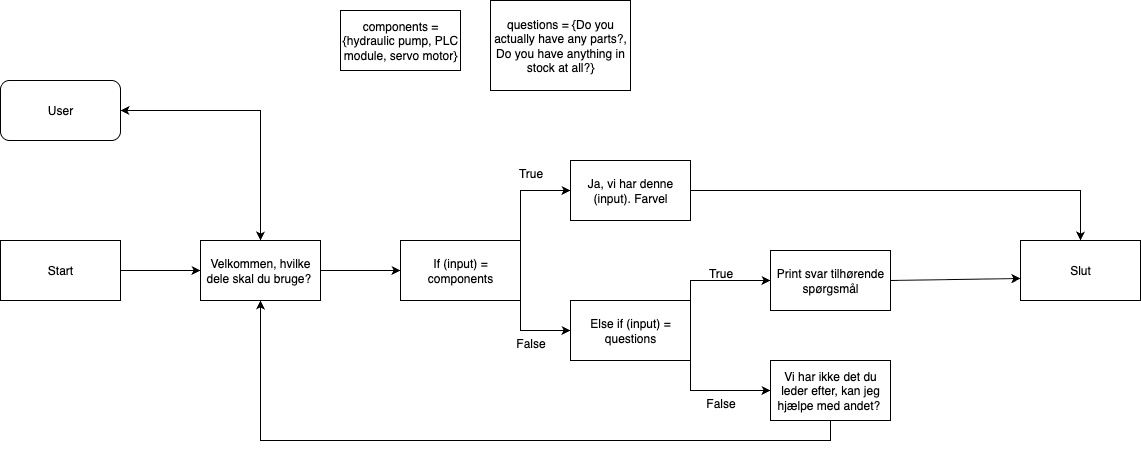 components =
{hydraulic pump, PLC
module, servo motor}
questions = {Do you
actually have any parts?,
Do you have anything in
stock at all?}
User
Start
Velkommen, hvilke
dele skal du bruge?
If (input) =
components
True
False
Ja, vi har denne
(input). Farvel
Else if (input) =
questions
True
False
Print svar tilhørende
spørgsmål
Vi har ikke det du
leder efter, kan jeg
hjælpe med andet?
Slut